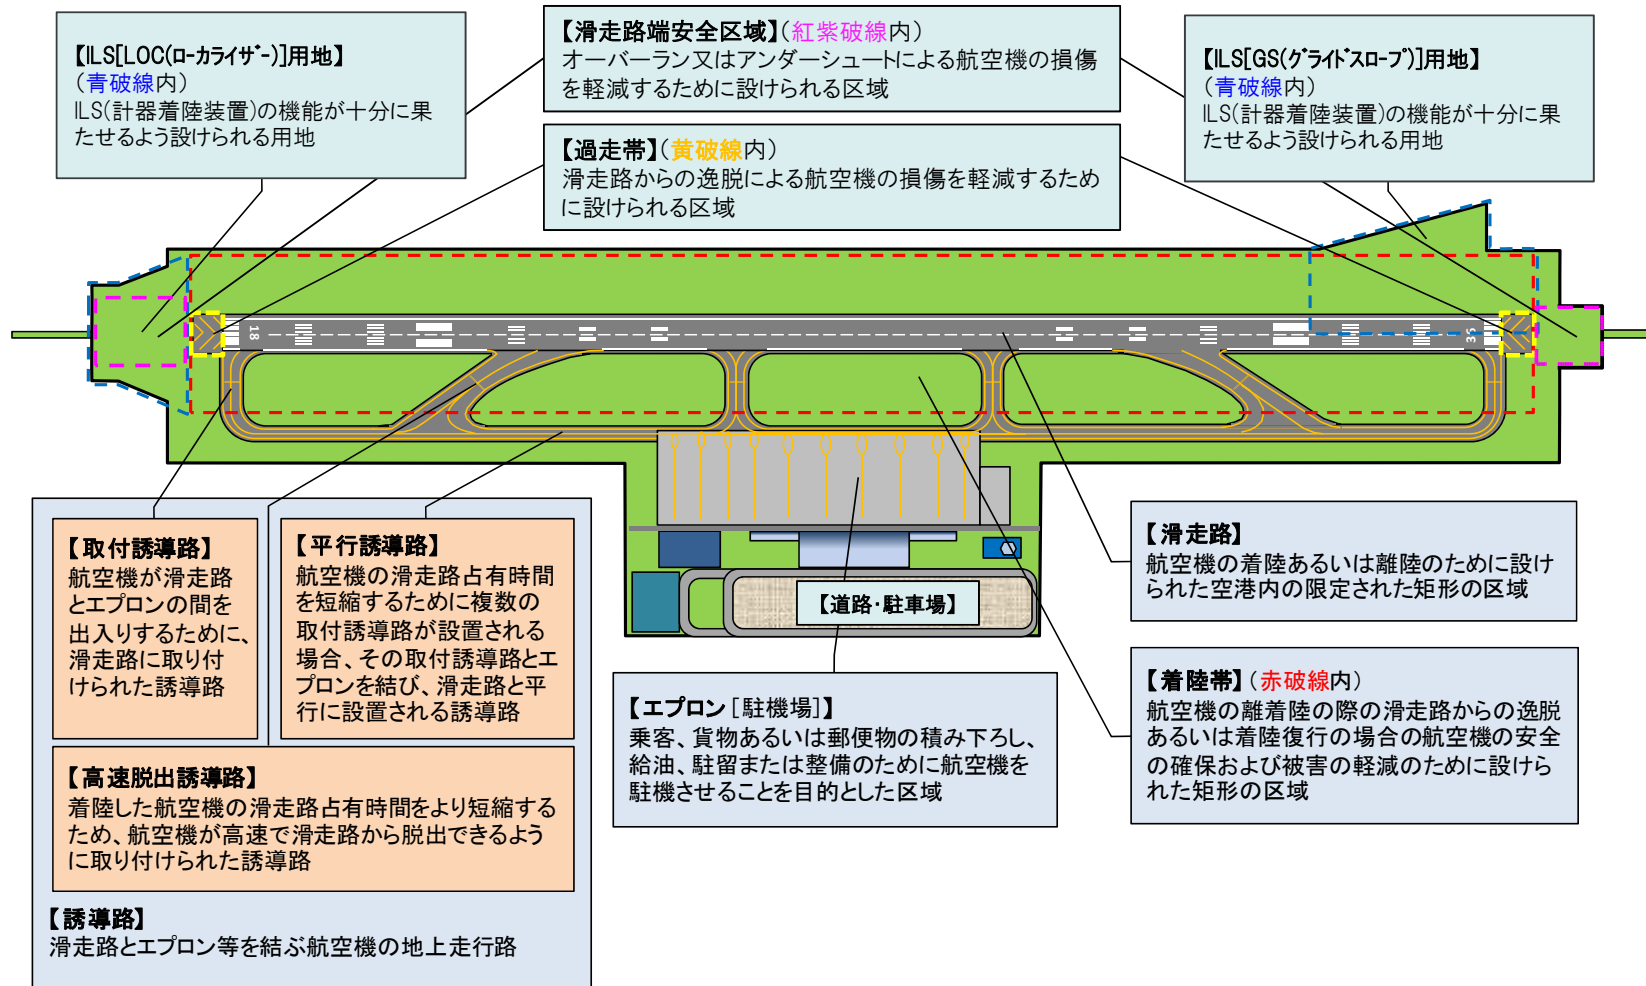 【ILS[LOC(ローカライザー)]用地】
(青破線内)
ILS(計器着陸装置)の機能が十分に果
たせるよう設けられる用地
【滑走路端安全区域】(紅紫破線内)
オーバーラン又はアンダーシュートによる航空機の損傷
を軽減するために設けられる区域
【過走帯】(黄破線内)
滑走路からの逸脱による航空機の損傷を軽減するため
に設けられる区域
【ILS[GS(グライドスロープ)]用地】
(青破線内)
ILS(計器着陸装置)の機能が十分に果
たせるよう設けられる用地
18
36
【取付誘導路】
航空機が滑走路
とエプロンの間を
出入りするために、
滑走路に取り付
けられた誘導路
【平行誘導路】
航空機の滑走路占有時間
を短縮するために複数の
取付誘導路が設置される
場合、その取付誘導路とエ
プロンを結び、滑走路と平
行に設置される誘導路
【高速脱出誘導路】
着陸した航空機の滑走路占有時間をより短縮する
ため、航空機が高速で滑走路から脱出できるよう
に取り付けられた誘導路
【誘導路】
滑走路とエプロン等を結ぶ航空機の地上走行路
【道路・駐車場】
【エプロン[駐機場]】
乗客、貨物あるいは郵便物の積み下ろし、
給油、駐留または整備のために航空機を
駐機させることを目的とした区域
【滑走路】
航空機の着陸あるいは離陸のために設け
られた空港内の限定された矩形の区域
【着陸帯】(赤破線内)
航空機の離着陸の際の滑走路からの逸脱
あるいは着陸復行の場合の航空機の安全
の確保および被害の軽減のために設けら
れた矩形の区域